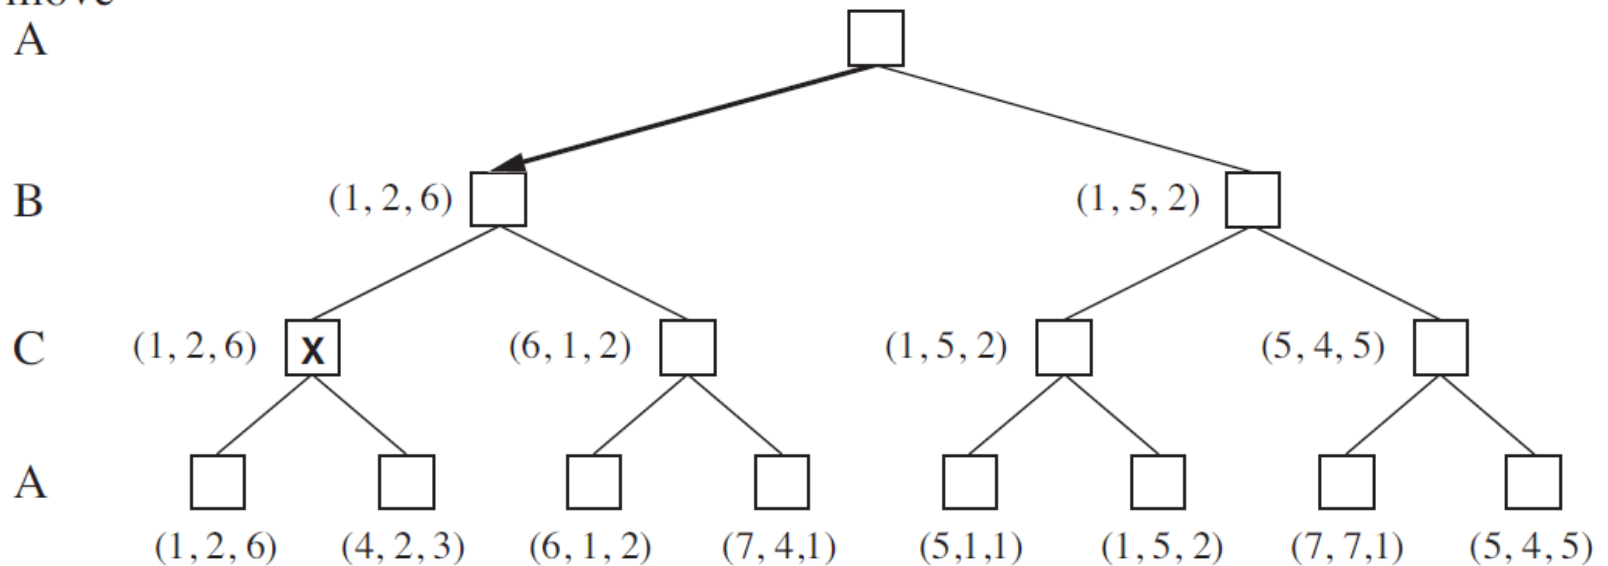 move
A
B (1, 2, 6) (1, 5, 2)
C (1, 2, 6) X (6, 1, 2) (1, 5, 2) (5, 4, 5)
A
(1, 2, 6) (4, 2, 3) (6, 1, 2) (7, 4,1) (5,1,1) (1, 5, 2) (7, 7,1) (5, 4, 5)